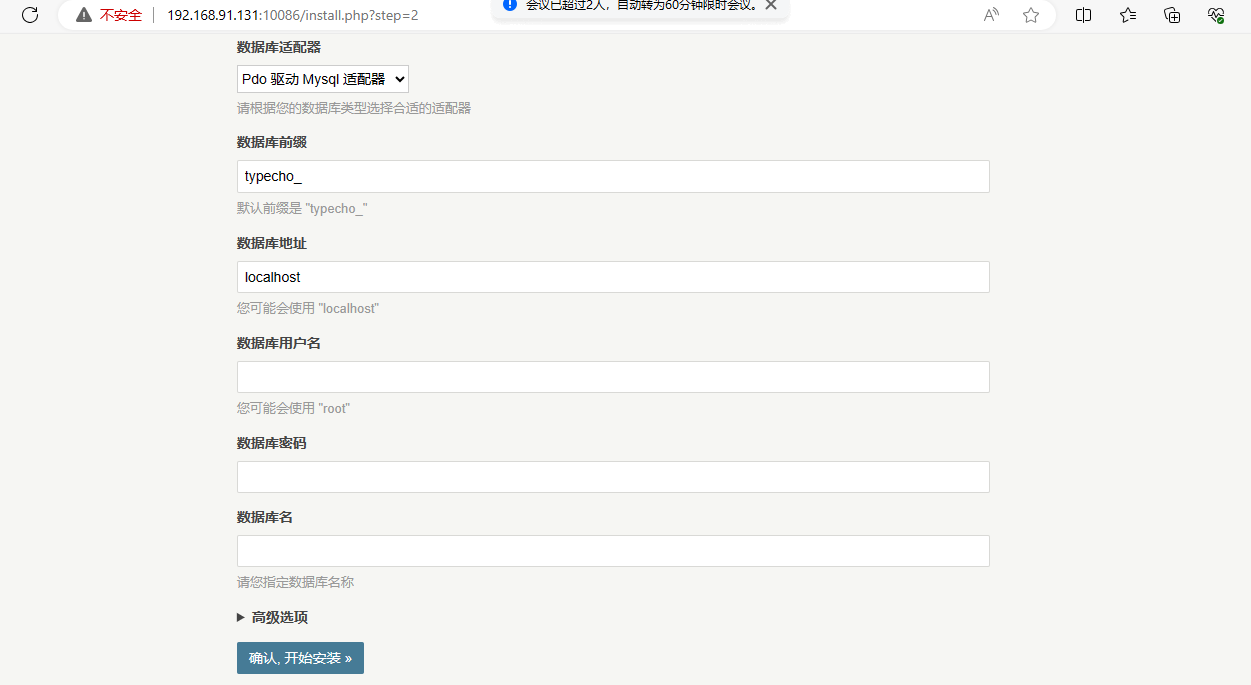 会议已超过2人，自动转为60分钟限时会议。
不安全
192.168.91.131:10086/install.php?step=2
数据库适配器
Pdo 驱动 Mysql 适配器
请根据您的数据库类型选择合适的适配器
数据库前缀
typecho_
默认前缀是 "typecho_"
数据库地址
localhost
您可能会使用 "localhost"
数据库用户名
您可能会使用 "root"
数据库密码
数据库名
请您指定数据库名称
高级选项
确认, 开始安装 »